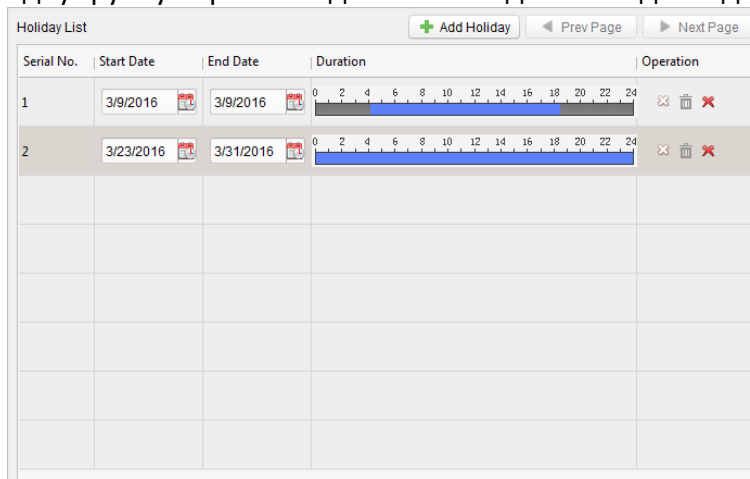 Holiday List
Add Holiday
Prev Page
Next Page
Serial No. Start Date End Date Duration Operation
1 3/9/2016 3/9/2016 0 2 4 6 8 10 12 14 16 18 20 22 24
2 3/23/2016 3/31/2016 0 2 4 6 8 10 12 14 16 18 20 22 24